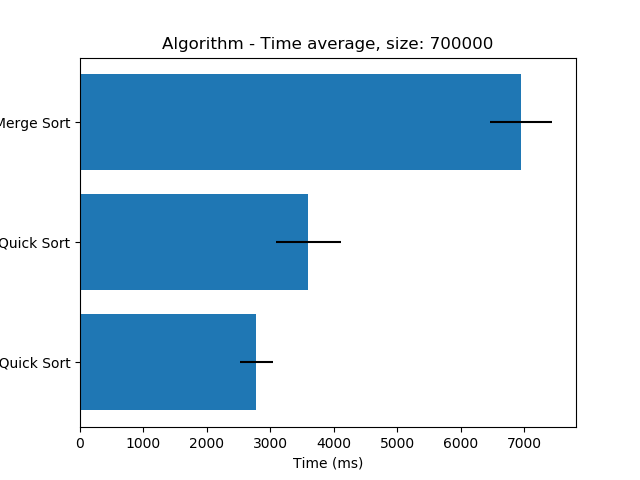 Algorithm - Time average, size: 700000
Merge Sort
Quick Sort
Quick Sort
0 1000 2000 3000 4000 5000 6000 7000
Time (ms)